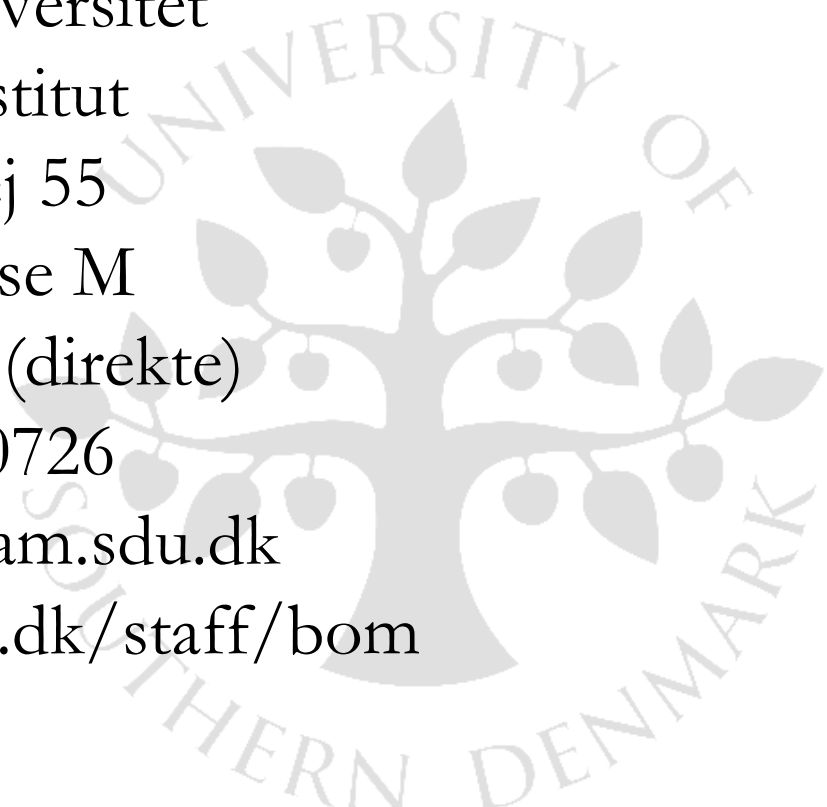 versitet
stitut
j 55
se M
(direkte)
0726
am.sdu.dk
.dk/staff/bom
UNIVERSITY OF
SOUTHERN DENMARK